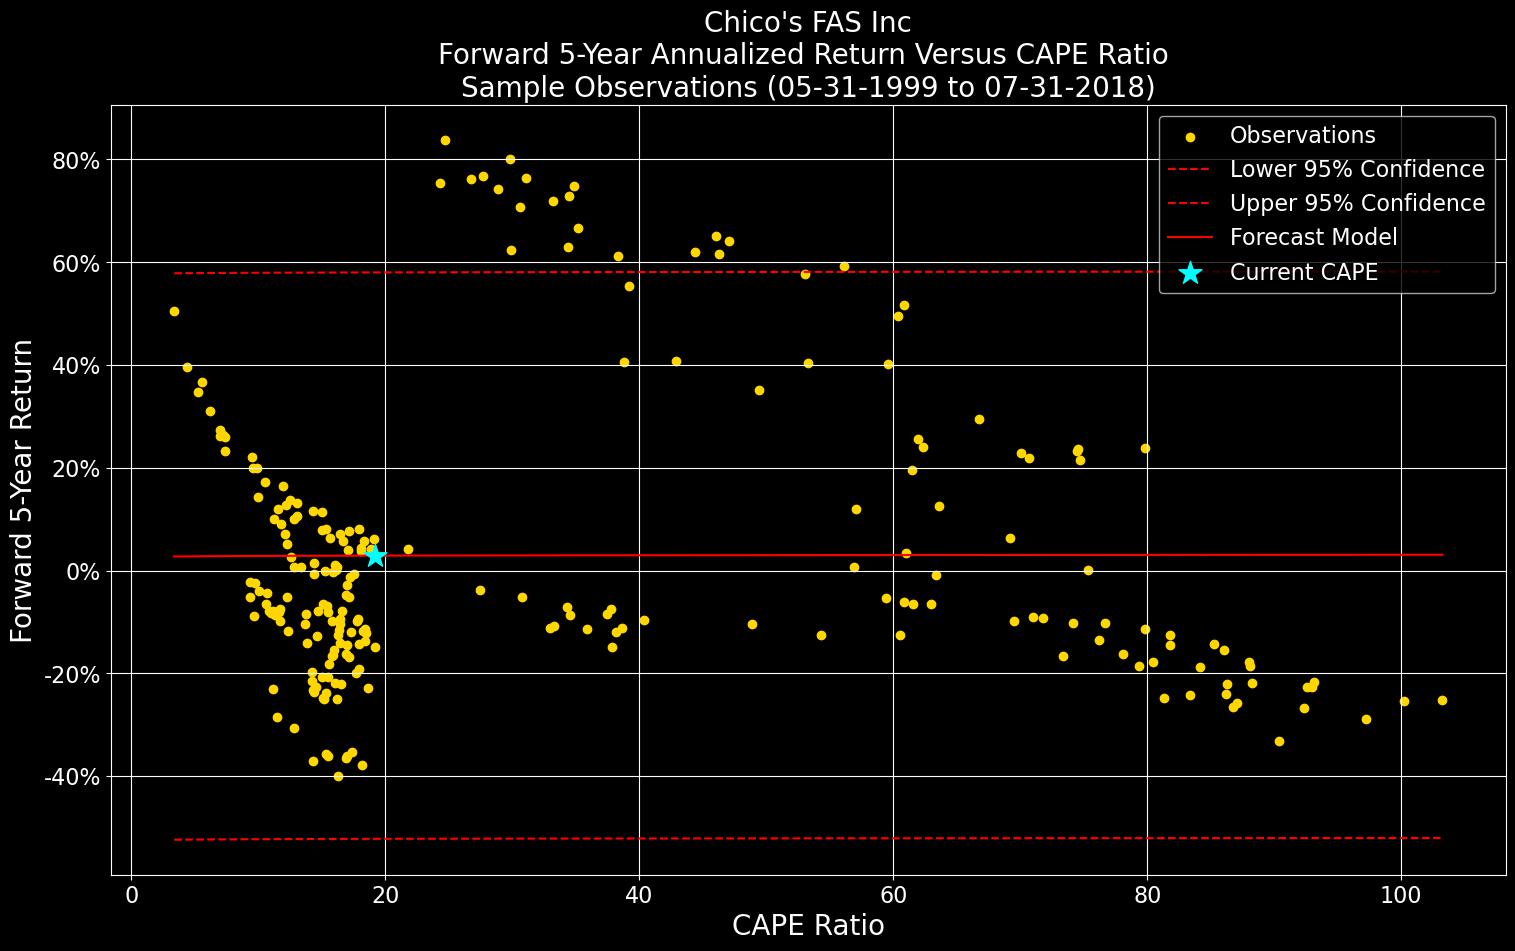 Chico's FAS Inc
Forward 5-Year Annualized Return Versus CAPE Ratio
Sample Observations (05-31-1999 to 07-31-2018)
Observations
Lower 95% Confidence
Upper 95% Confidence
Forecast Model
Current CAPE
Forward 5-Year Return
80%
60%
40%
20%
0%
-20%
-40%
0 20 40 60 80 100
CAPE Ratio